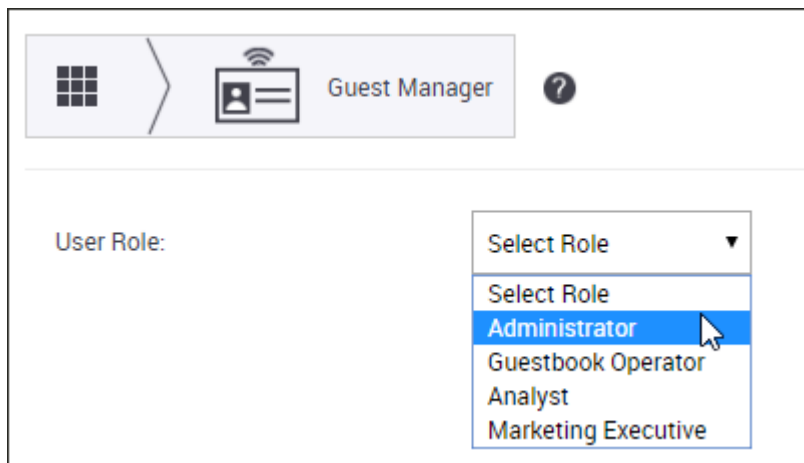 Guest Manager ?
User Role:
Select Role
Select Role
Administrator
Guestbook Operator
Analyst
Marketing Executive